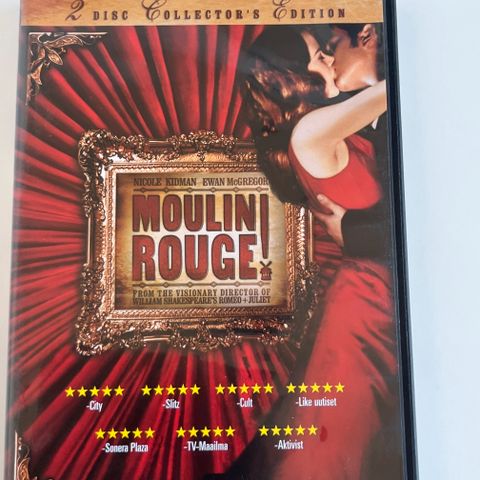 2 DISC COLLECTOR'S EDITION
NICOLE KIDMAN EWAN McGREGOR
MOULIN
ROUGE!
FROM THE VISIONARY DIRECTOR OF
WILLIAM SHAKESPEARE'S ROMEO + JULIET
★★★★★ ★★★★★ ★★★★★ ★★★★★
-City -Slitz -Cult -Like uutiset
★★★★★ ★★★★★ ★★★★★
-Sonera Plaza -TV-Maailma -Aktivist